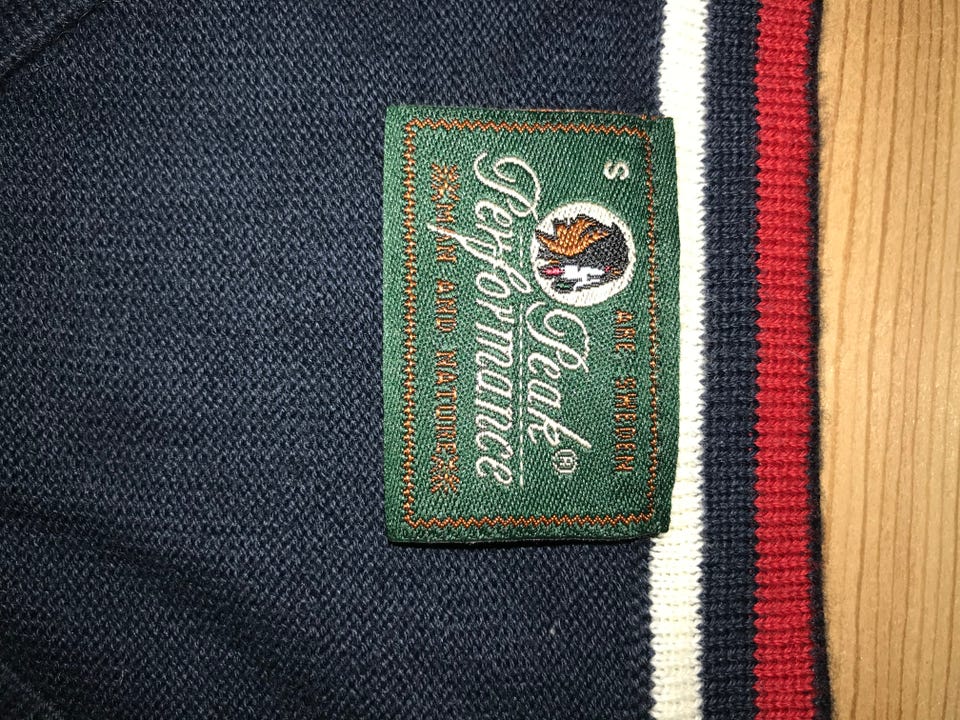 S
ARE SWEDEN
Peak®
Performance
MAN AND NATURE